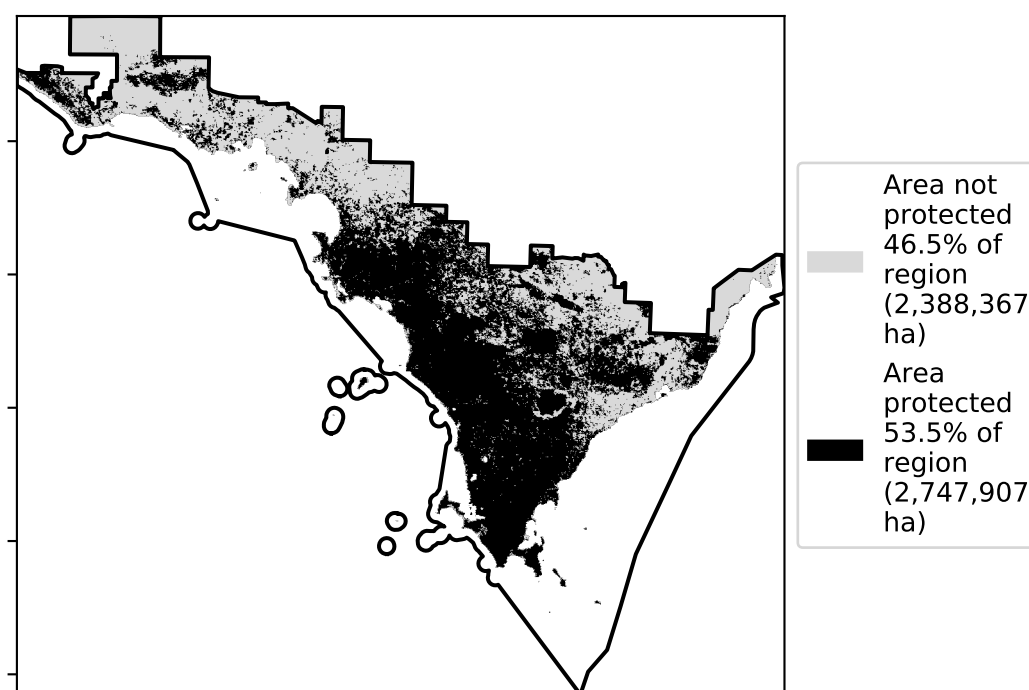 Area not
protected
46.5% of
region
(2,388,367
ha)
Area
protected
53.5% of
region
(2,747,907
ha)